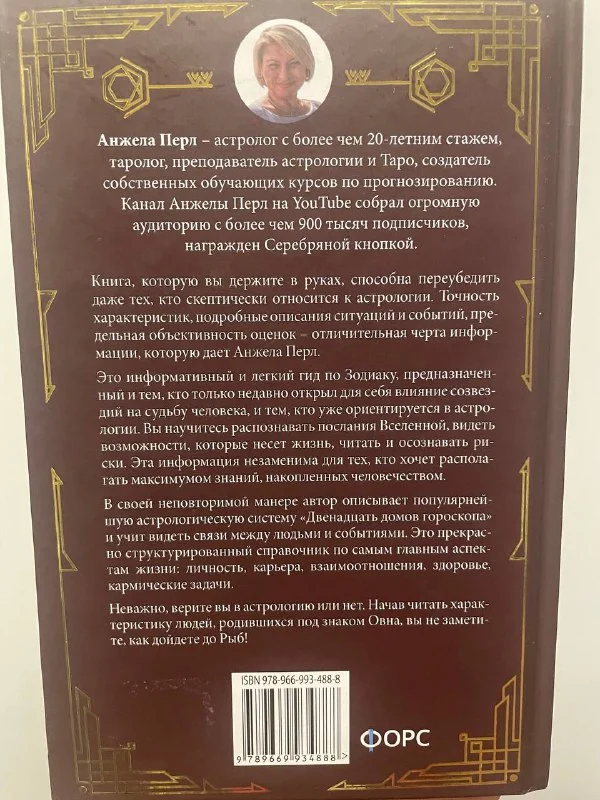 Анжела Перл – астролог с более чем 20-летним стажем,
таролог, преподаватель астрологии и Таро, создатель
собственных обучающих курсов по прогнозированию.
Канал Анжелы Перл на YouTube собрал огромную
аудиторию с более чем 900 тысяч подписчиков,
награжден Серебряной кнопкой.
Книга, которую вы держите в руках, способна переубедить
даже тех, кто скептически относится к астрологии. Точность
характеристик, подробные описания ситуаций и событий, пре-
дельная объективность оценок – отличительная черта инфор-
мации, которую дает Анжела Перл.
Это информативный и легкий гид по Зодиаку, предназначен-
ный и тем, кто только недавно открыл для себя влияние созвез-
дий на судьбу человека, и тем, кто уже ориентируется в астро-
логии. Вы научитесь распознавать послания Вселенной, видеть
возможности, которые несет жизнь, читать и осознавать ри-
ски. Эта информация незаменима для тех, кто хочет распола-
гать максимумом знаний, накопленных человечеством.
В своей неповторимой манере автор описывает популярней-
шую астрологическую систему «Двенадцать домов гороскопа»
и учит видеть связи между людьми и событиями. Это прекрас-
но структурированный справочник по самым главным аспек-
там жизни: личность, карьера, взаимоотношения, здоровье,
кармические задачи.
Неважно, верите вы в астрологию или нет. Начав читать харак-
теристику людей, родившихся под знаком Овна, вы не замети-
те, как дойдете до Рыб!
ISBN 978-966-993-488-8
9789669934888
ФОРС